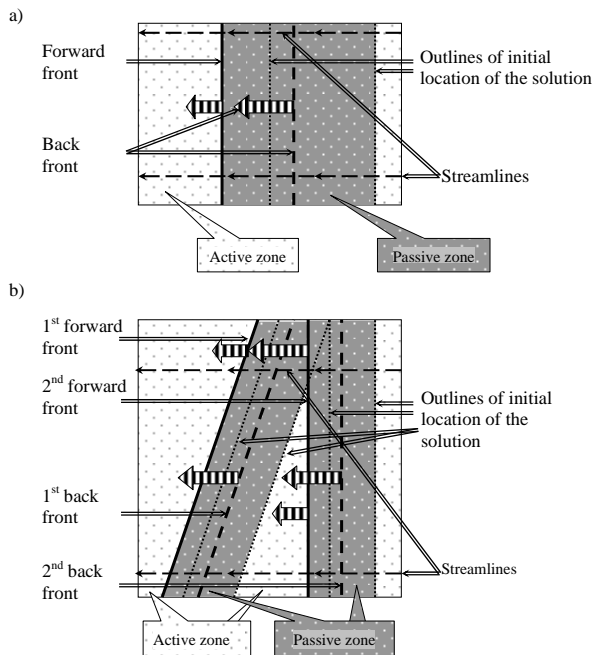 a)
Forward
front
Outlines of initial
location of the solution
Back
front
Streamlines
Active zone
Passive zone
b)
1st forward
front
2nd forward
front
Outlines of initial
location of the
solution
1st back
front
2nd back
front
Streamlines
Active zone
Passive zone